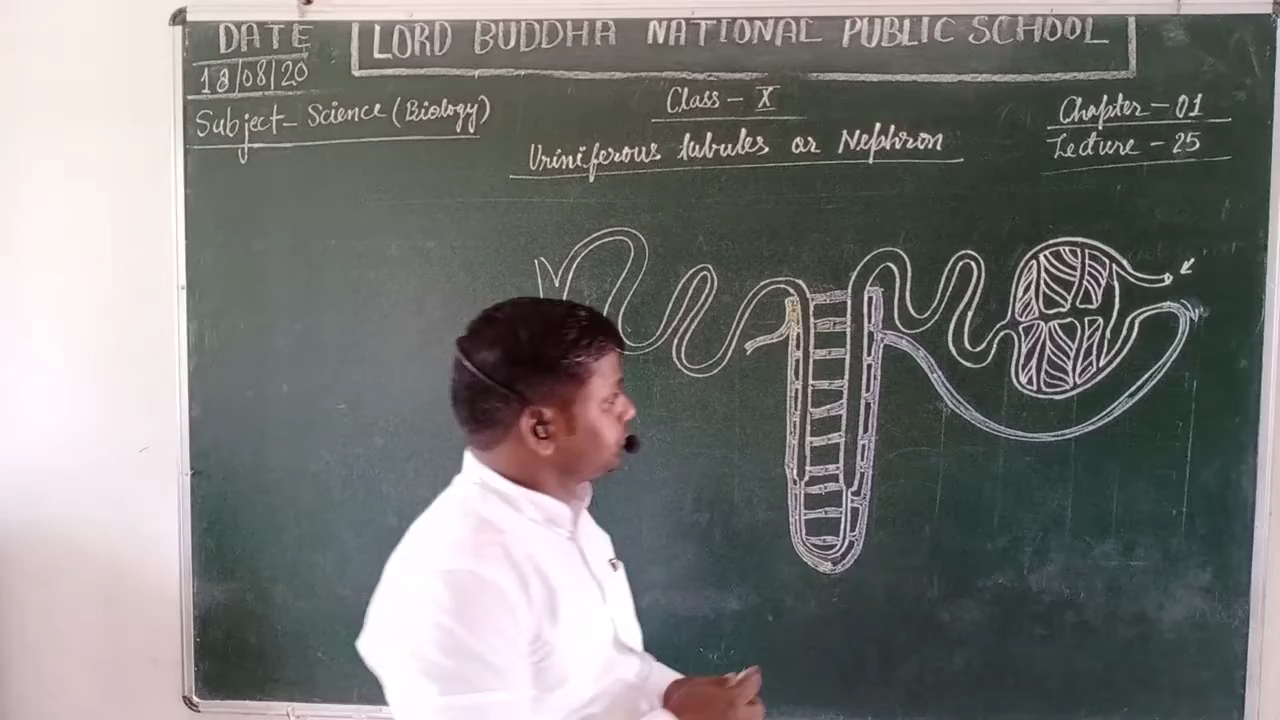 DATE
18/08/20
LORD BUDDHA NATIONAL PUBLIC SCHOOL
Subject - Science (Biology)
Class - X
Chapter - 01
Uriniferous tubules or Nephron
Lecture - 25